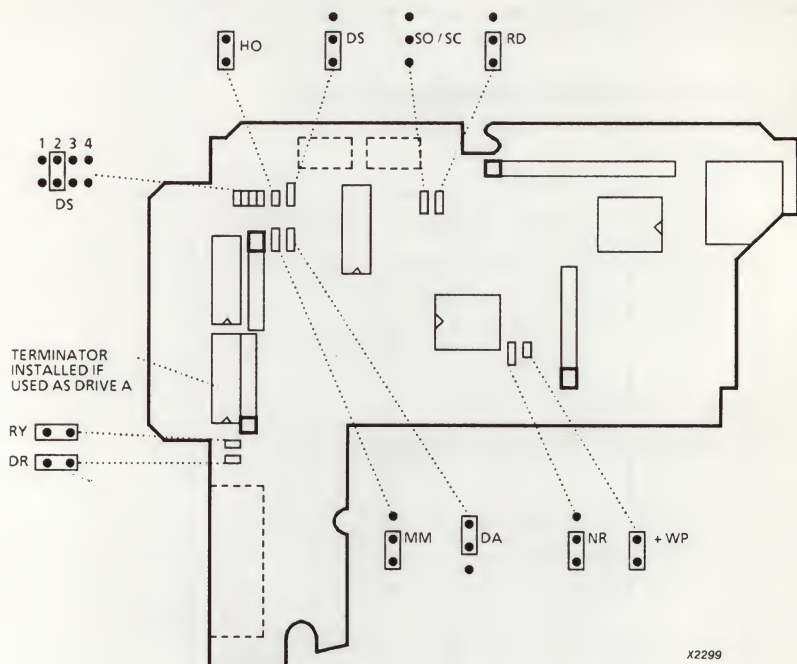 HO
DS
SO / SC
RD
1 2 3 4
DS
TERMINATOR
INSTALLED IF
USED AS DRIVE A
RY
DR
MM
DA
NR
+ WP
X2299